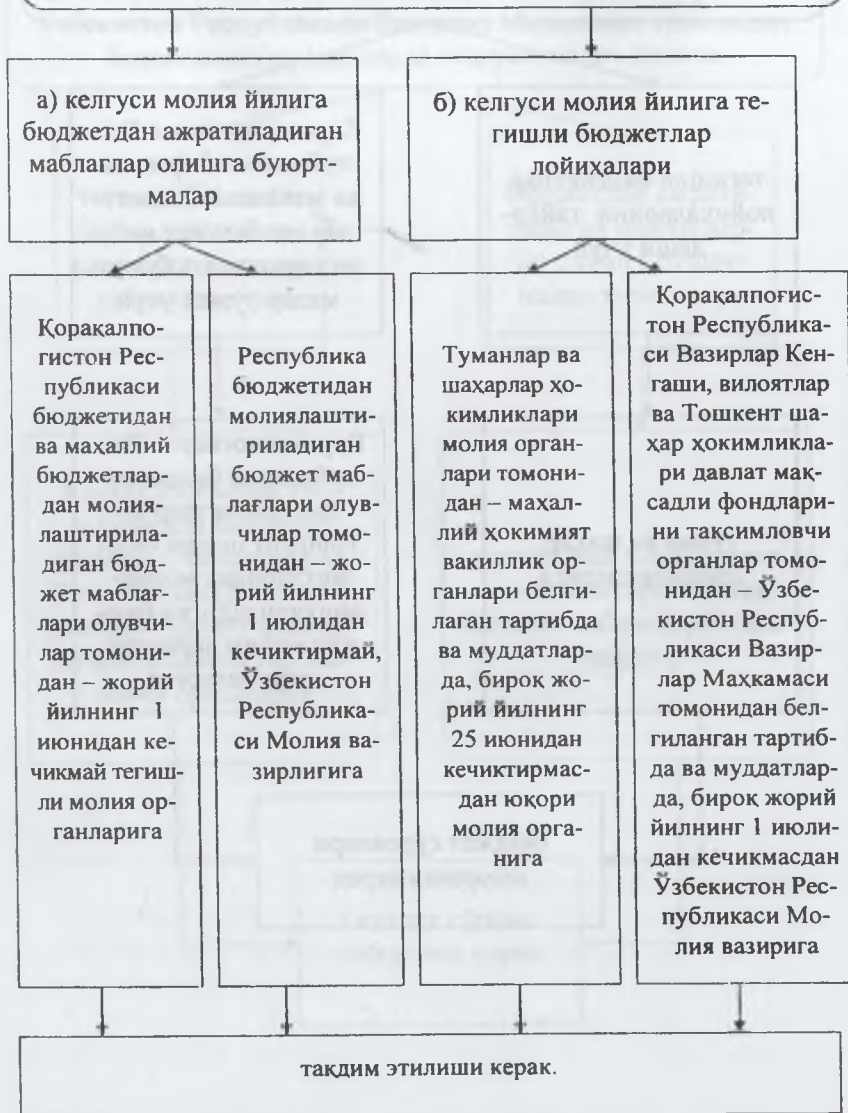 а) келгуси молия йилига
бюджетдан ажратиладиган
маблағлар олишга буюрт-
малар
б) келгуси молия йилига те-
гишли бюджетлар
лойиҳалари
Қорақалпо-
ғистон Рес-
публикаси
бюджетидан
ва маҳаллий
бюджетлар-
дан молия-
лаштирила-
диган бюд-
жет маблағ-
лари олувчи-
лар томони-
дан – жорий
йилнинг 1
июнидан ке-
чикмай тегиш-
ли молия ор-
ганларига
Республика
бюджетидан
молиялашти-
риладиган
бюджет маб-
лағлари олув-
чилар томо-
нидан – жо-
рий йилнинг
1 июлидан
кечиктирмай,
Ўзбекистон
Республика-
си Молия ва-
зирлигига
Туманлар ва
шаҳарлар ҳо-
кимликлари
молия орган-
лари томони-
дан – маҳал-
лий ҳокимият
вакиллик ор-
ганлари белги-
лаган тартибда
ва муддатлар-
да, бироқ жо-
рий йилнинг
25 июнидан
кечиктирмас-
дан юқори
молия орга-
нига
Қорақалпоғис-
тон Республика-
си Вазирлар Кен-
гаши, вилоятлар
ва Тошкент ша-
ҳар ҳокимликла-
ри давлат мақ-
садли фондлари-
ни тақсимловчи
органлар томо-
нидан – Ўзбе-
кистон Респуб-
ликаси Вазир-
лар Маҳкамаси
томонидан бел-
гиланган тартиб-
да ва муддатлар-
да, бироқ жорий
йилнинг 1 июли-
дан кечикмасдан
Ўзбекистон Рес-
публикаси Мо-
лия вазирига
тақдим этилиши керак.